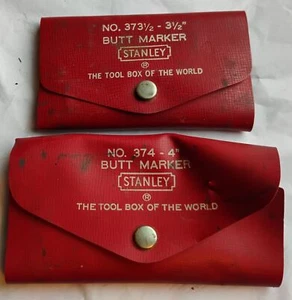 NO. 373½ - 3½"
BUTT MARKER
STANLEY
®
THE TOOL BOX OF THE WORLD
NO. 374 - 4"
BUTT MARKER
STANLEY
®
THE TOOL BOX OF THE WORLD